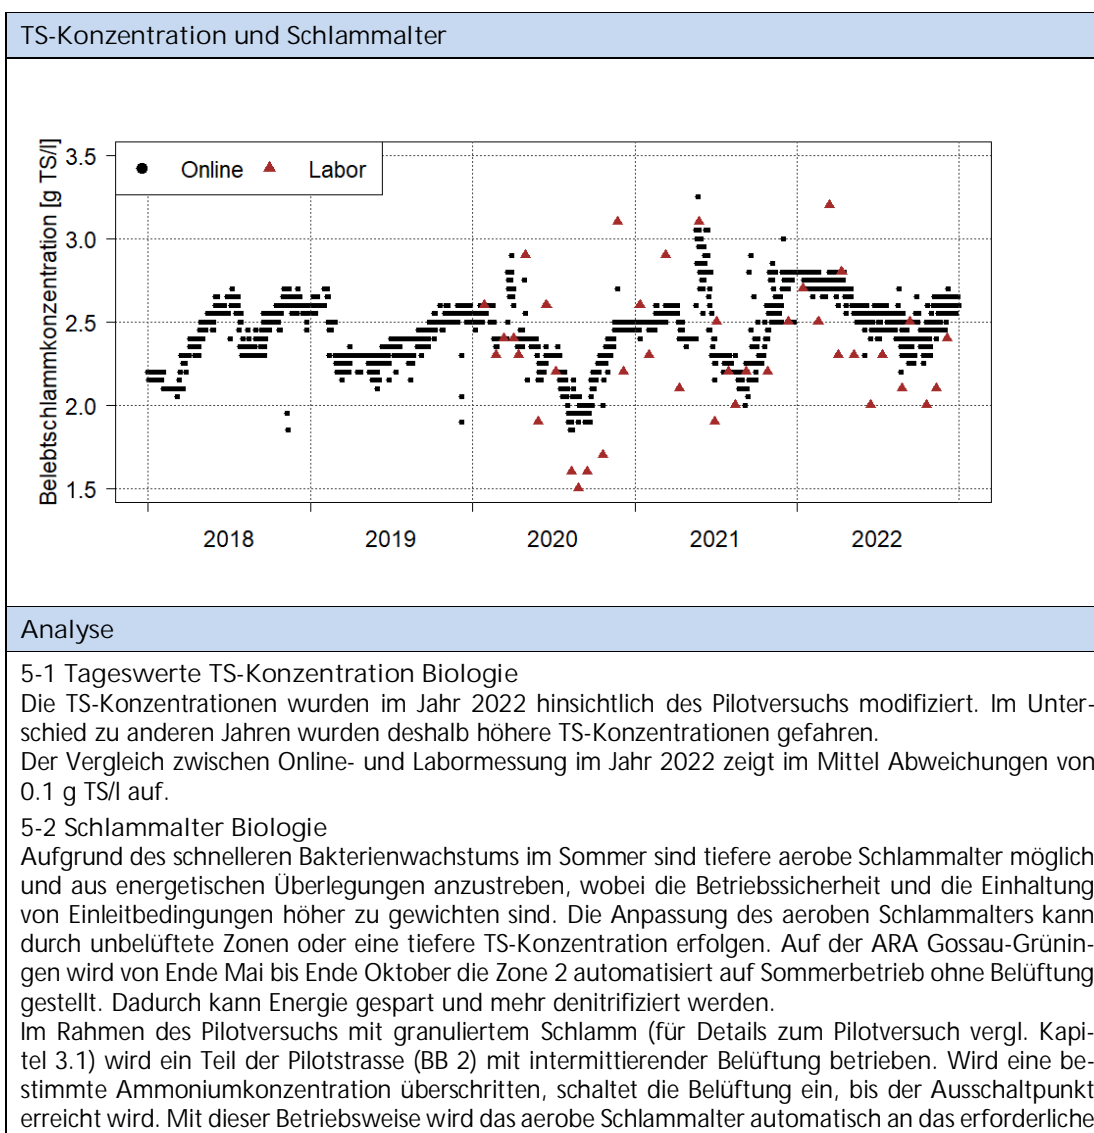 TS-Konzentration und Schlammalter
Belebtschlammkonzentration [g TS/l]
3.5
3.0
2.5
2.0
1.5
Online
Labor
2018
2019
2020
2021
2022
Analyse
5-1 Tageswerte TS-Konzentration Biologie
Die TS-Konzentrationen wurden im Jahr 2022 hinsichtlich des Pilotversuchs modifiziert. Im Unter-
schied zu anderen Jahren wurden deshalb höhere TS-Konzentrationen gefahren.
Der Vergleich zwischen Online- und Labormessung im Jahr 2022 zeigt im Mittel Abweichungen von
0.1 g TS/l auf.
5-2 Schlammalter Biologie
Aufgrund des schnelleren Bakterienwachstums im Sommer sind tiefere aerobe Schlammalter möglich
und aus energetischen Überlegungen anzustreben, wobei die Betriebssicherheit und die Einhaltung
von Einleitbedingungen höher zu gewichten sind. Die Anpassung des aeroben Schlammalters kann
durch unbelüftete Zonen oder eine tiefere TS-Konzentration erfolgen. Auf der ARA Gossau-Grünin-
gen wird von Ende Mai bis Ende Oktober die Zone 2 automatisiert auf Sommerbetrieb ohne Belüftung
gestellt. Dadurch kann Energie gespart und mehr denitrifiziert werden.
Im Rahmen des Pilotversuchs mit granuliertem Schlamm (für Details zum Pilotversuch vergl. Kapi-
tel 3.1) wird ein Teil der Pilotstrasse (BB 2) mit intermittierender Belüftung betrieben. Wird eine be-
stimmte Ammoniumkonzentration überschritten, schaltet die Belüftung ein, bis der Ausschaltpunkt
erreicht wird. Mit dieser Betriebsweise wird das aerobe Schlammalter automatisch an das erforderliche